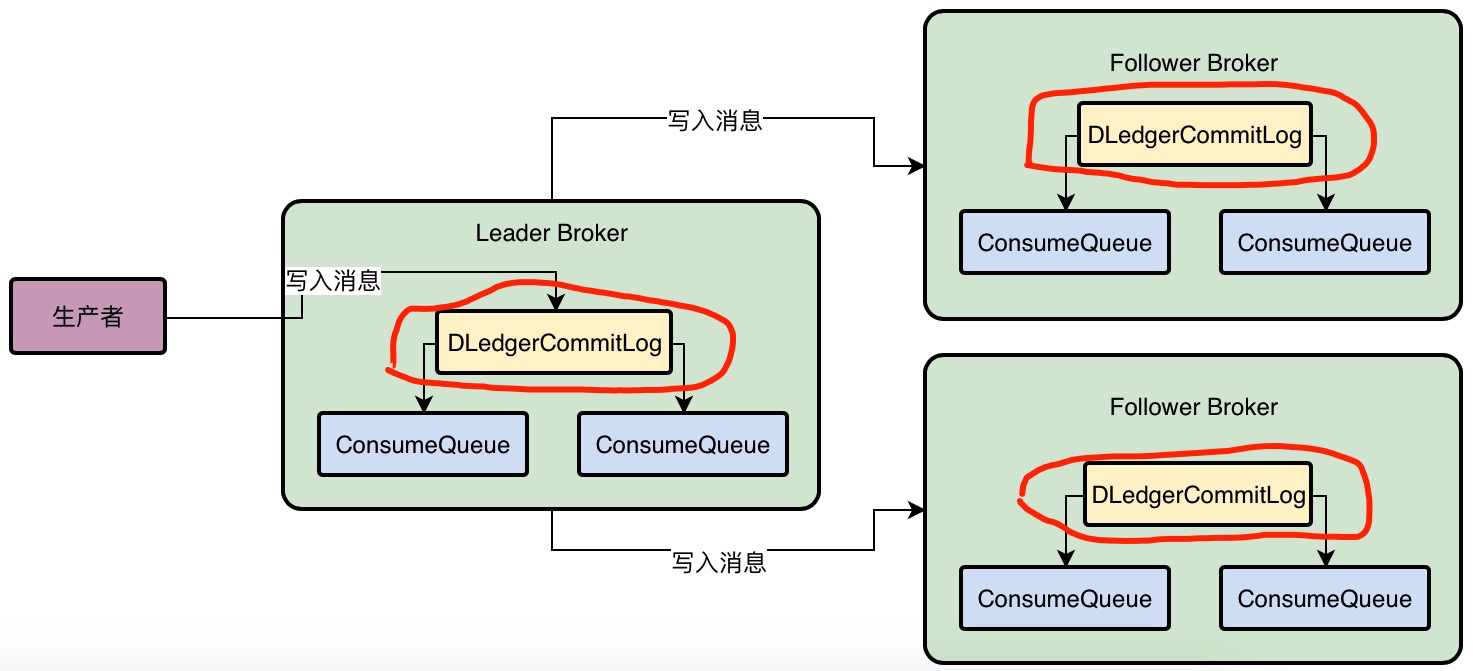 生产者
写入消息
Leader Broker
DLedgerCommitLog
ConsumeQueue
ConsumeQueue
写入消息
Follower Broker
DLedgerCommitLog
ConsumeQueue
ConsumeQueue
写入消息
Follower Broker
DLedgerCommitLog
ConsumeQueue
ConsumeQueue